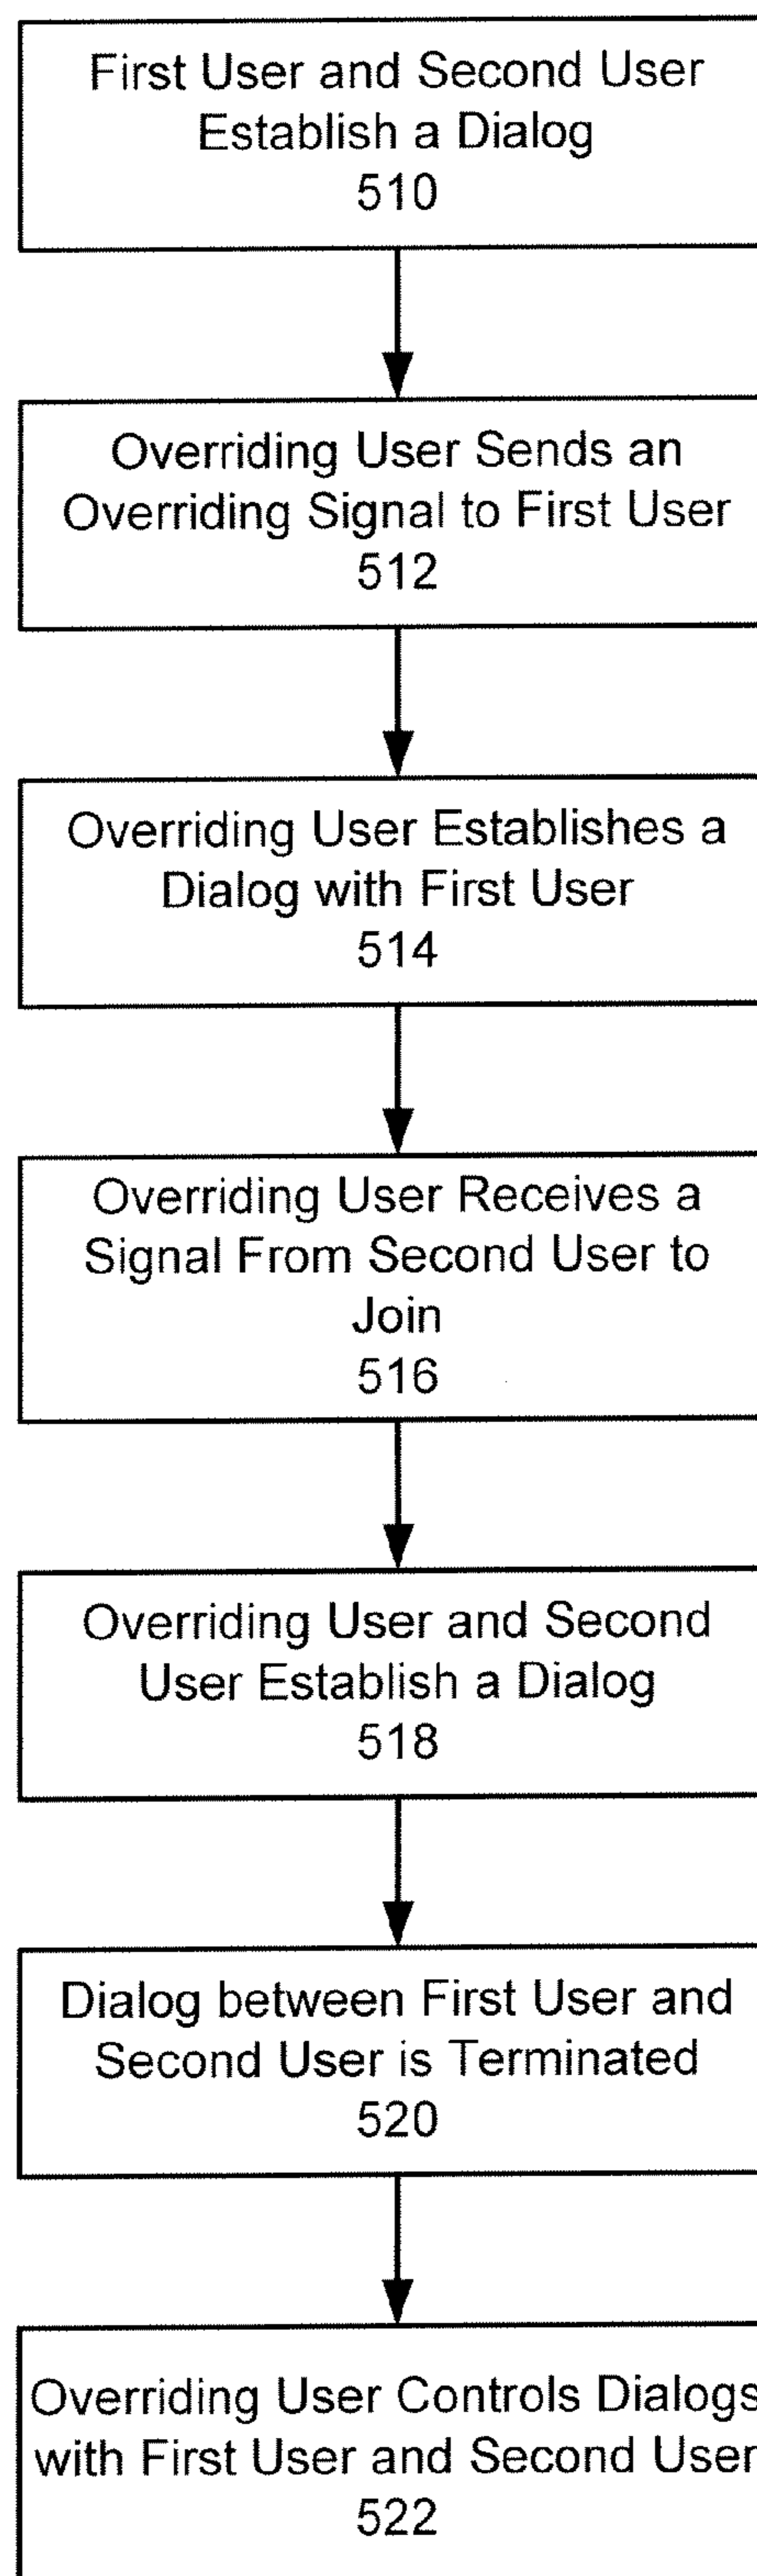 First User and Second User
Establish a Dialog
510
Overriding User Sends an
Overriding Signal to First User
512
Overriding User Establishes a
Dialog with First User
514
Overriding User Receives a
Signal From Second User to
Join
516
Overriding User and Second
User Establish a Dialog
518
Dialog between First User and
Second User is Terminated
520
Overriding User Controls Dialogs
with First User and Second User
522